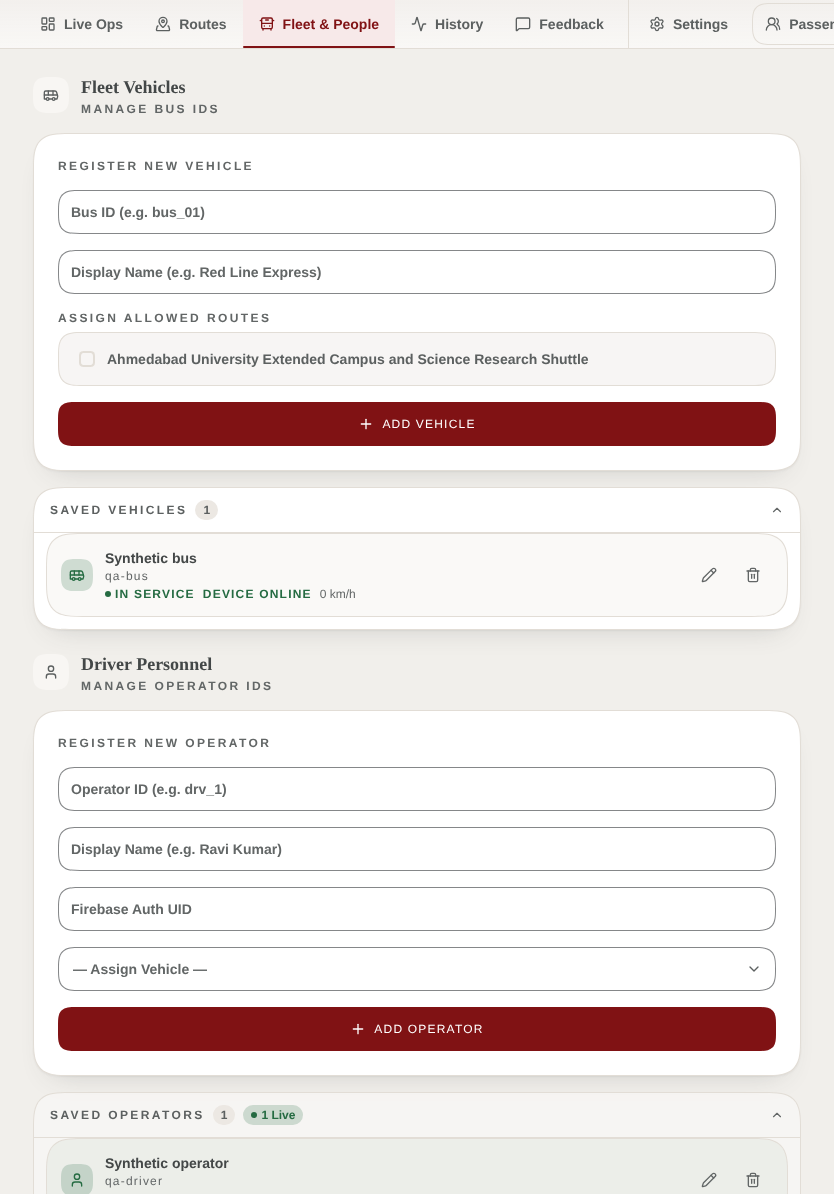 Live Ops
Routes
Fleet & People
History
Feedback
Settings
Passer
Fleet Vehicles
MANAGE BUS IDS
REGISTER NEW VEHICLE
Bus ID (e.g. bus_01)
Display Name (e.g. Red Line Express)
ASSIGN ALLOWED ROUTES
Ahmedabad University Extended Campus and Science Research Shuttle
ADD VEHICLE
SAVED VEHICLES 1
Synthetic bus
qa-bus
IN SERVICE DEVICE ONLINE 0 km/h
Driver Personnel
MANAGE OPERATOR IDS
REGISTER NEW OPERATOR
Operator ID (e.g. drv_1)
Display Name (e.g. Ravi Kumar)
Firebase Auth UID
— Assign Vehicle —
ADD OPERATOR
SAVED OPERATORS 1 1 Live
Synthetic operator
qa-driver